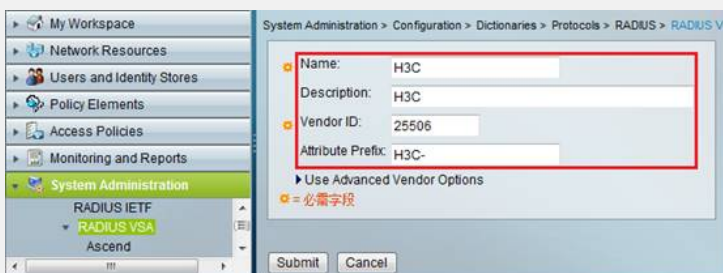 My Workspace
Network Resources
Users and Identity Stores
Policy Elements
Access Policies
Monitoring and Reports
System Administration
RADIUS IETF
RADIUS VSA
Ascend
System Administration > Configuration > Dictionaries > Protocols > RADIUS > RADIUS V
Name: H3C
Description: H3C
Vendor ID: 25506
Attribute Prefix: H3C-
Use Advanced Vendor Options
= 必需字段
Submit Cancel